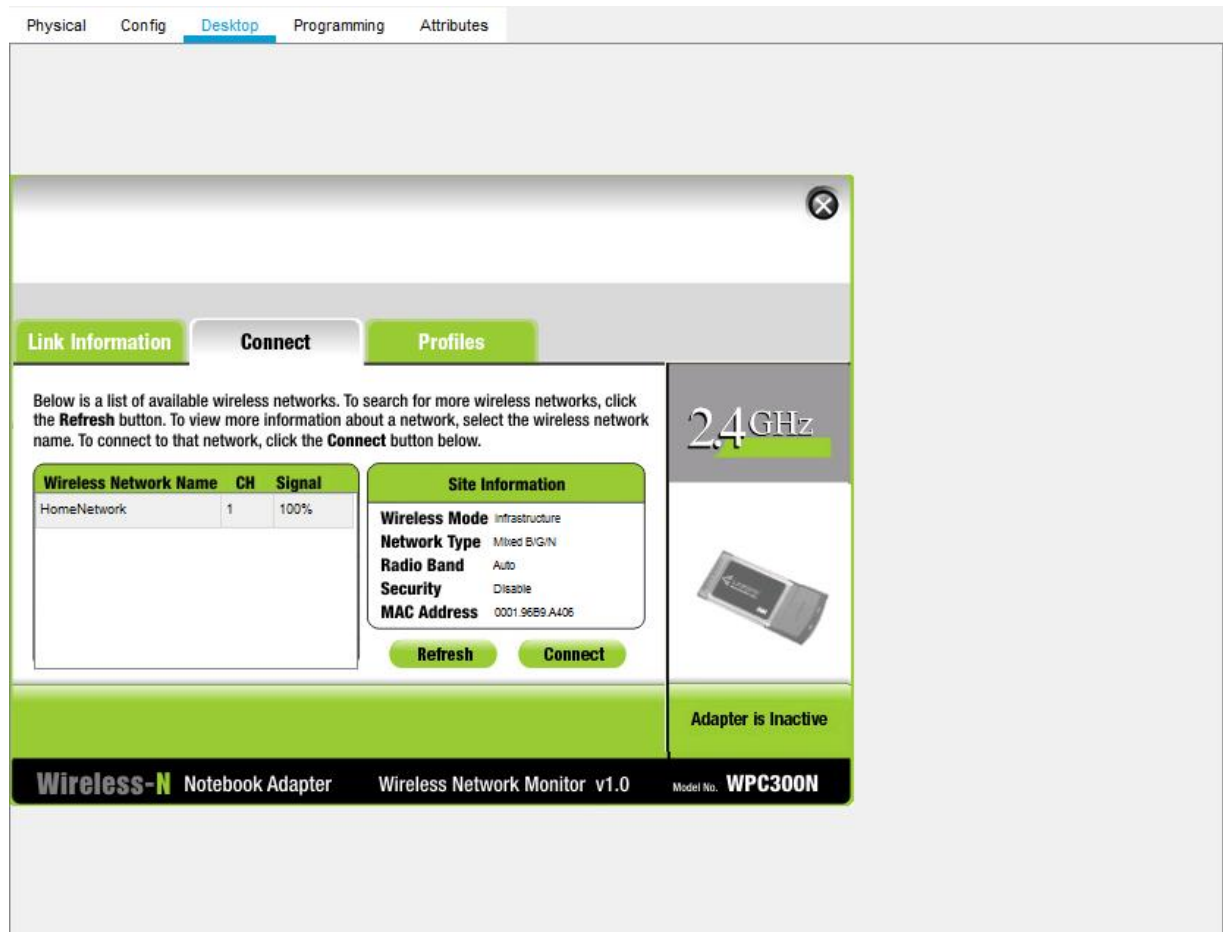 Physical Config Desktop Programming Attributes
Link Information Connect Profiles
Below is a list of available wireless networks. To search for more wireless networks, click
the Refresh button. To view more information about a network, select the wireless network
name. To connect to that network, click the Connect button below.
2.4GHz
Wireless Network Name CH Signal
HomeNetwork 1 100%
Site Information
Wireless Mode Infrastructure
Network Type Mixed B/G/N
Radio Band Auto
Security Disable
MAC Address 0001.96B9.A406
Refresh Connect
Adapter is Inactive
Wireless-N Notebook Adapter Wireless Network Monitor v1.0 Model No. WPC300N